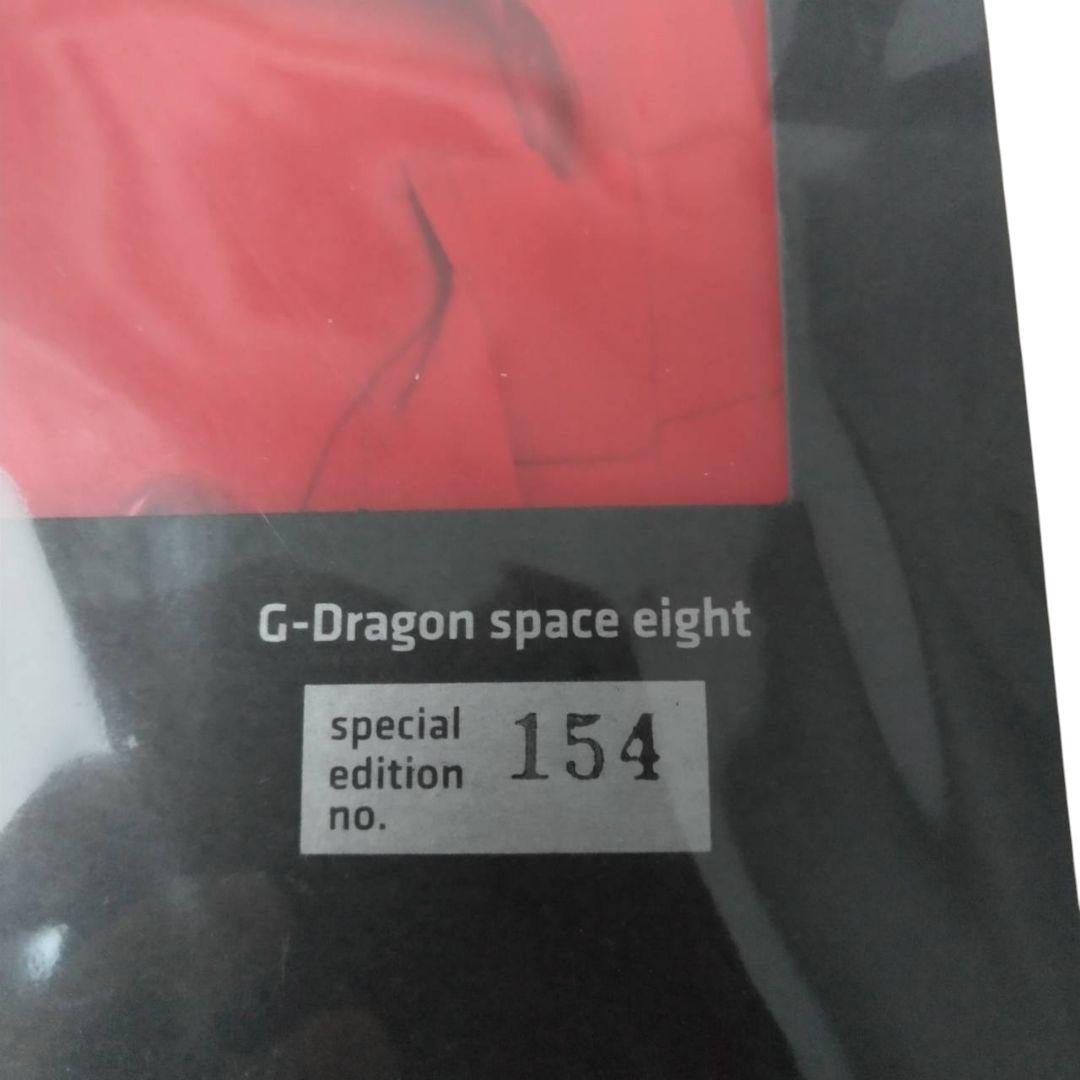 G-Dragon space eight
special
edition
no.
154